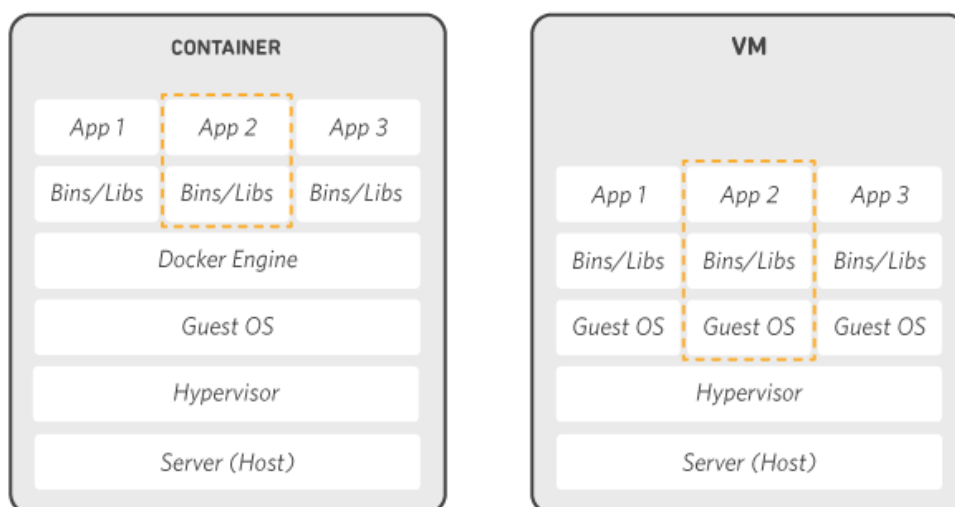 CONTAINER
App 1 App 2 App 3
Bins/Libs Bins/Libs Bins/Libs
Docker Engine
Guest OS
Hypervisor
Server (Host)
VM
App 1 App 2 App 3
Bins/Libs Bins/Libs Bins/Libs
Guest OS Guest OS Guest OS
Hypervisor
Server (Host)